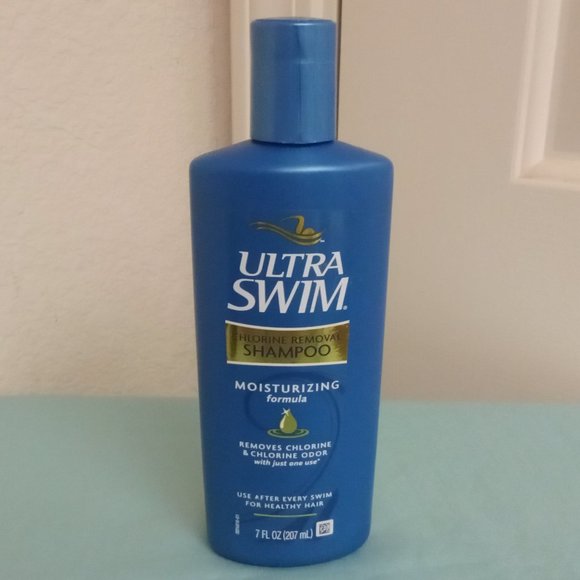 ULTRA
SWIM®
CHLORINE REMOVAL
SHAMPOO
MOISTURIZING
formula
REMOVES CHLORINE
& CHLORINE ODOR
with just one use*
USE AFTER EVERY SWIM
FOR HEALTHY HAIR
7 FL OZ (207 mL)